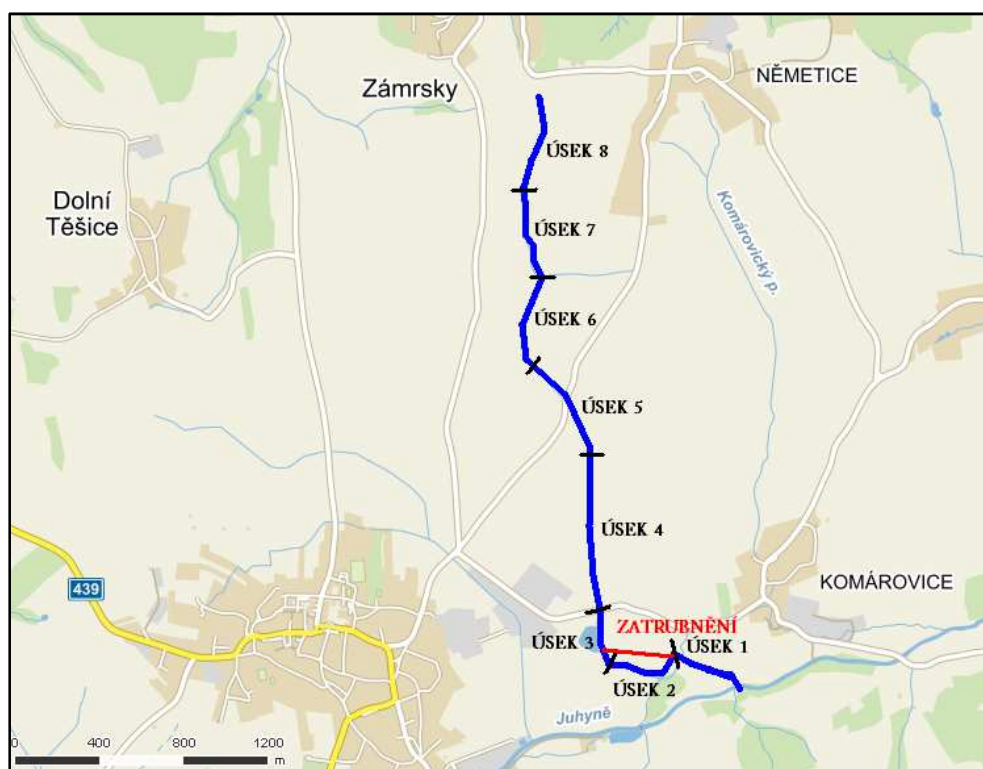 NĚMETICE
Zámrsky
ÚSEK 8
Dolní
Těšice
Komárovický p.
ÚSEK 7
ÚSEK 6
ÚSEK 5
ÚSEK 4
439
KOMÁROVICE
ZATRUBNĚNÍ
ÚSEK 3
ÚSEK 1
ÚSEK 2
Juhyně
0 400 800 1200
m